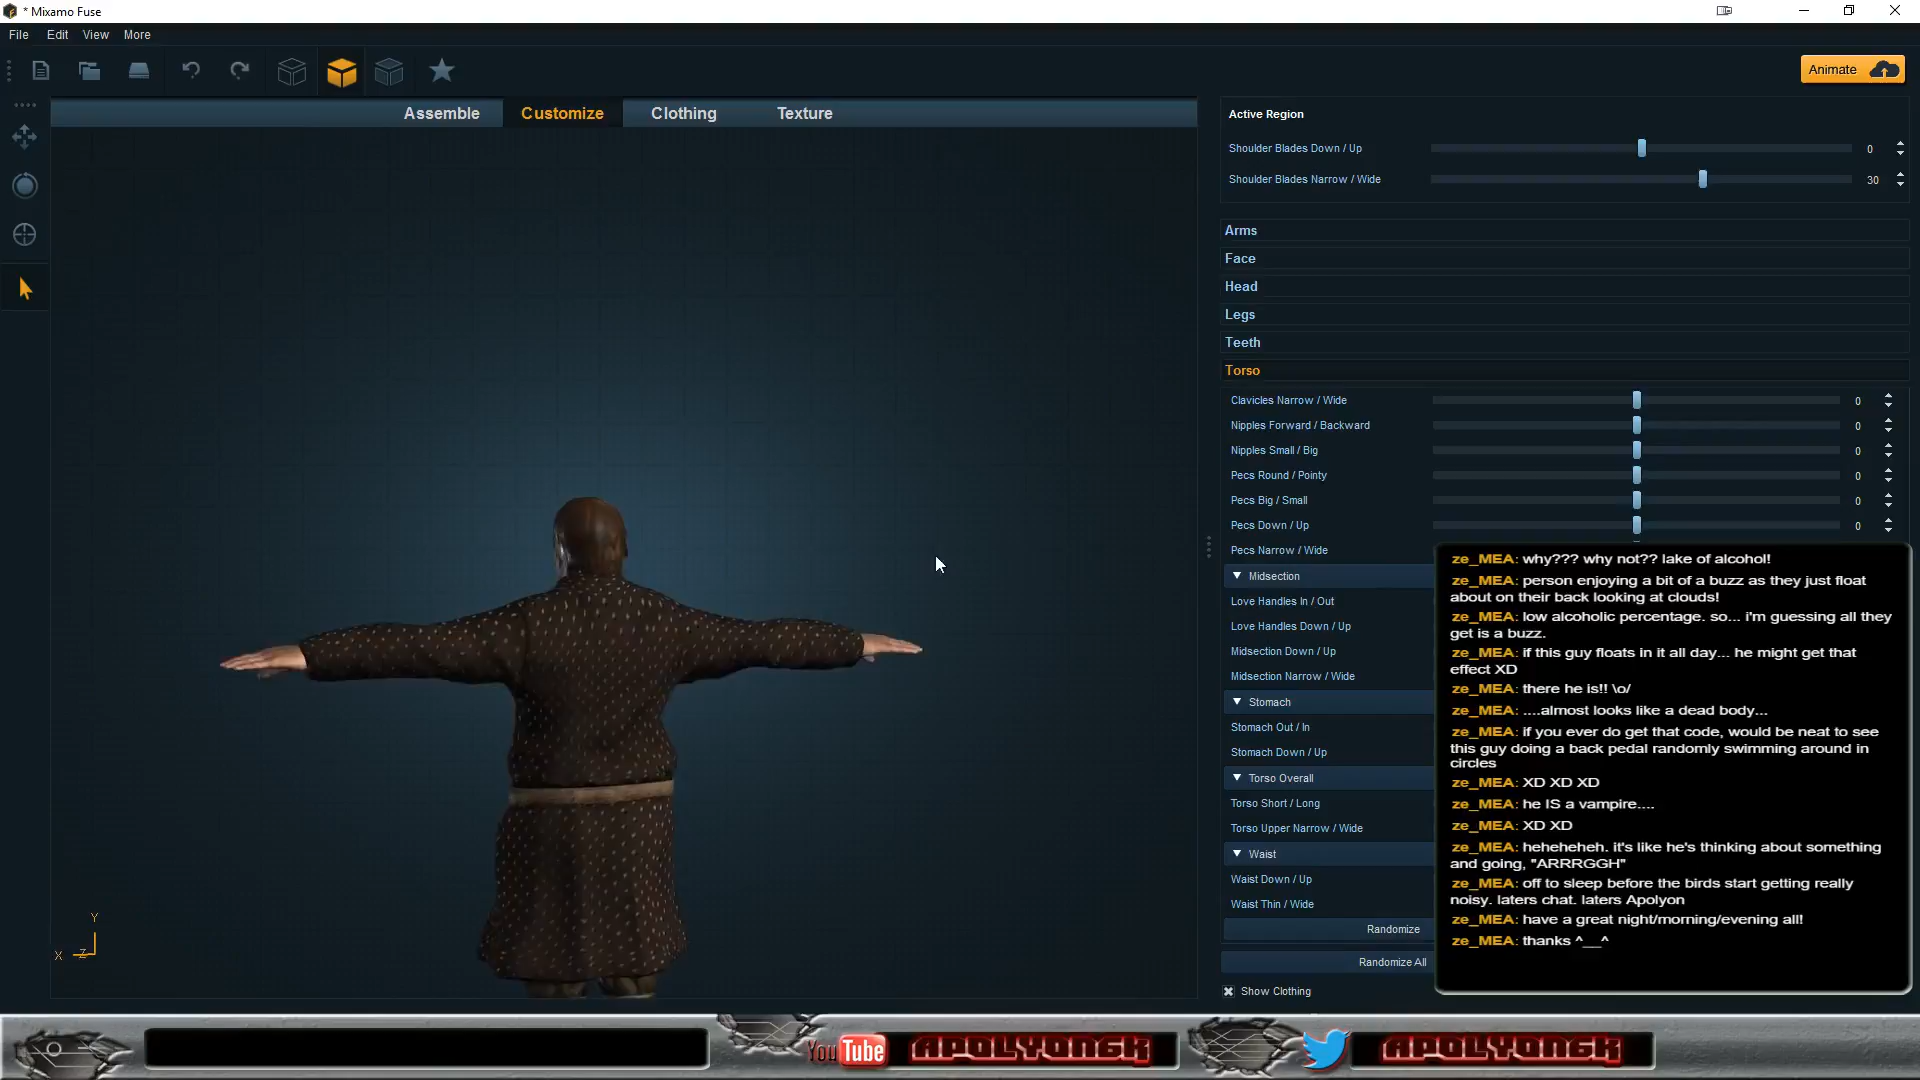 * Mixamo Fuse
File Edit View More
Animate
Assemble Customize Clothing Texture
Active Region
Shoulder Blades Down / Up 0
Shoulder Blades Narrow / Wide 30
Arms
Face
Head
Legs
Teeth
Torso
Clavicles Narrow / Wide 0
Nipples Forward / Backward 0
Nipples Small / Big 0
Pecs Round / Pointy 0
Pecs Big / Small 0
Pecs Down / Up 0
Pecs Narrow / Wide
Midsection
Love Handles In / Out
Love Handles Down / Up
Midsection Down / Up
Midsection Narrow / Wide
Stomach
Stomach Out / In
Stomach Down / Up
Torso Overall
Torso Short / Long
Torso Upper Narrow / Wide
Waist
Waist Down / Up
Waist Thin / Wide
Randomize
Randomize All
Show Clothing
ze_MEA: why??? why not?? lake of alcohol!
ze_MEA: person enjoying a bit of a buzz as they just float
about on their back looking at clouds!
ze_MEA: low alcoholic percentage. so... i'm guessing all they
get is a buzz.
ze_MEA: if this guy floats in it all day... he might get that
effect XD
ze_MEA: there he is!! \o/
ze_MEA: ....almost looks like a dead body...
ze_MEA: if you ever do get that code, would be neat to see
this guy doing a back pedal randomly swimming around in
circles
ze_MEA: XD XD XD
ze_MEA: he IS a vampire....
ze_MEA: XD XD
ze_MEA: heheheheh. it's like he's thinking about something
and going, "ARRRGGH"
ze_MEA: off to sleep before the birds start getting really
noisy. laters chat. laters Apolyon
ze_MEA: have a great night/morning/evening all!
ze_MEA: thanks ^__^
Y
X Z
YouTube APOLYON6K APOLYON6K